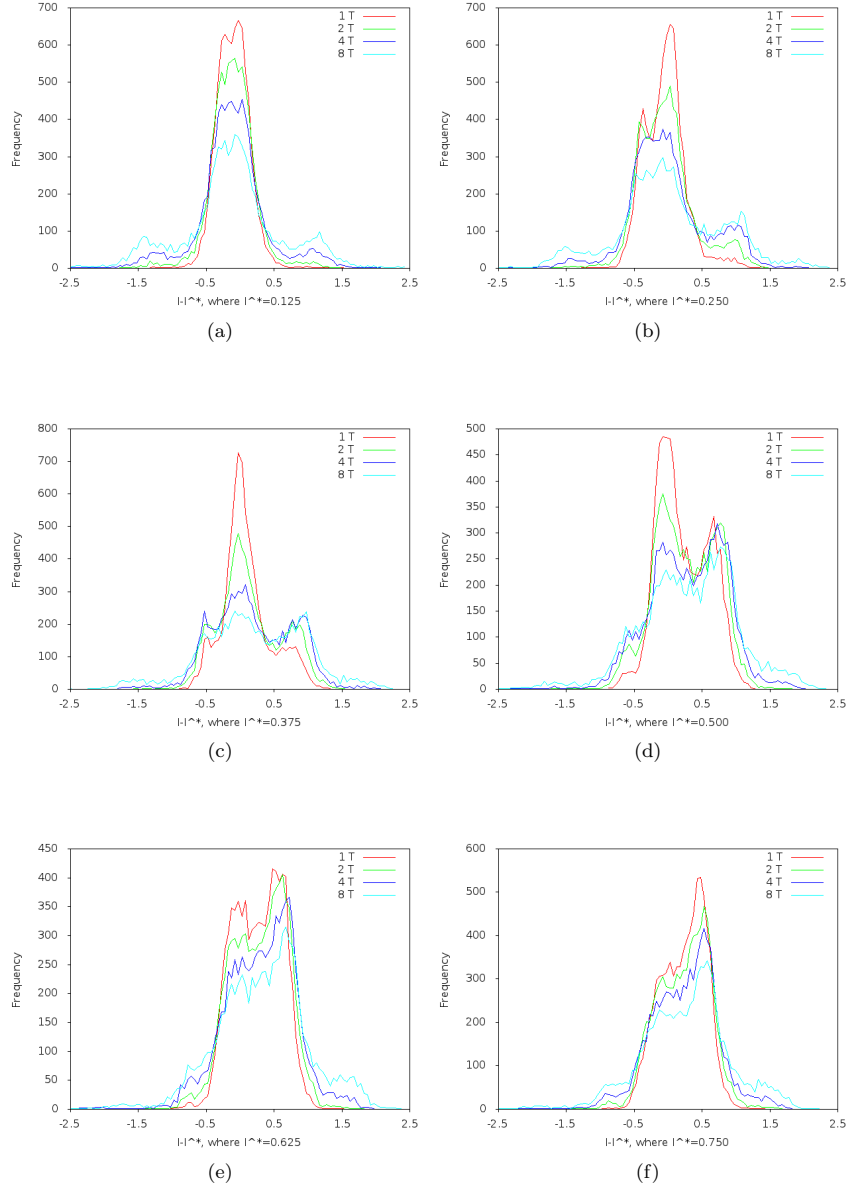 700
600
500
400
300
200
100
0
Frequency
-2.5 -1.5 -0.5 0.5 1.5 2.5
I-I^*, where I^*=0.125
1 T
2 T
4 T
8 T
(a)
700
600
500
400
300
200
100
0
Frequency
-2.5 -1.5 -0.5 0.5 1.5 2.5
I-I^*, where I^*=0.250
1 T
2 T
4 T
8 T
(b)
800
700
600
500
400
300
200
100
0
Frequency
-2.5 -1.5 -0.5 0.5 1.5 2.5
I-I^*, where I^*=0.375
1 T
2 T
4 T
8 T
(c)
500
450
400
350
300
250
200
150
100
50
0
Frequency
-2.5 -1.5 -0.5 0.5 1.5 2.5
I-I^*, where I^*=0.500
1 T
2 T
4 T
8 T
(d)
450
400
350
300
250
200
150
100
50
0
Frequency
-2.5 -1.5 -0.5 0.5 1.5 2.5
I-I^*, where I^*=0.625
1 T
2 T
4 T
8 T
(e)
600
500
400
300
200
100
0
Frequency
-2.5 -1.5 -0.5 0.5 1.5 2.5
I-I^*, where I^*=0.750
1 T
2 T
4 T
8 T
(f)